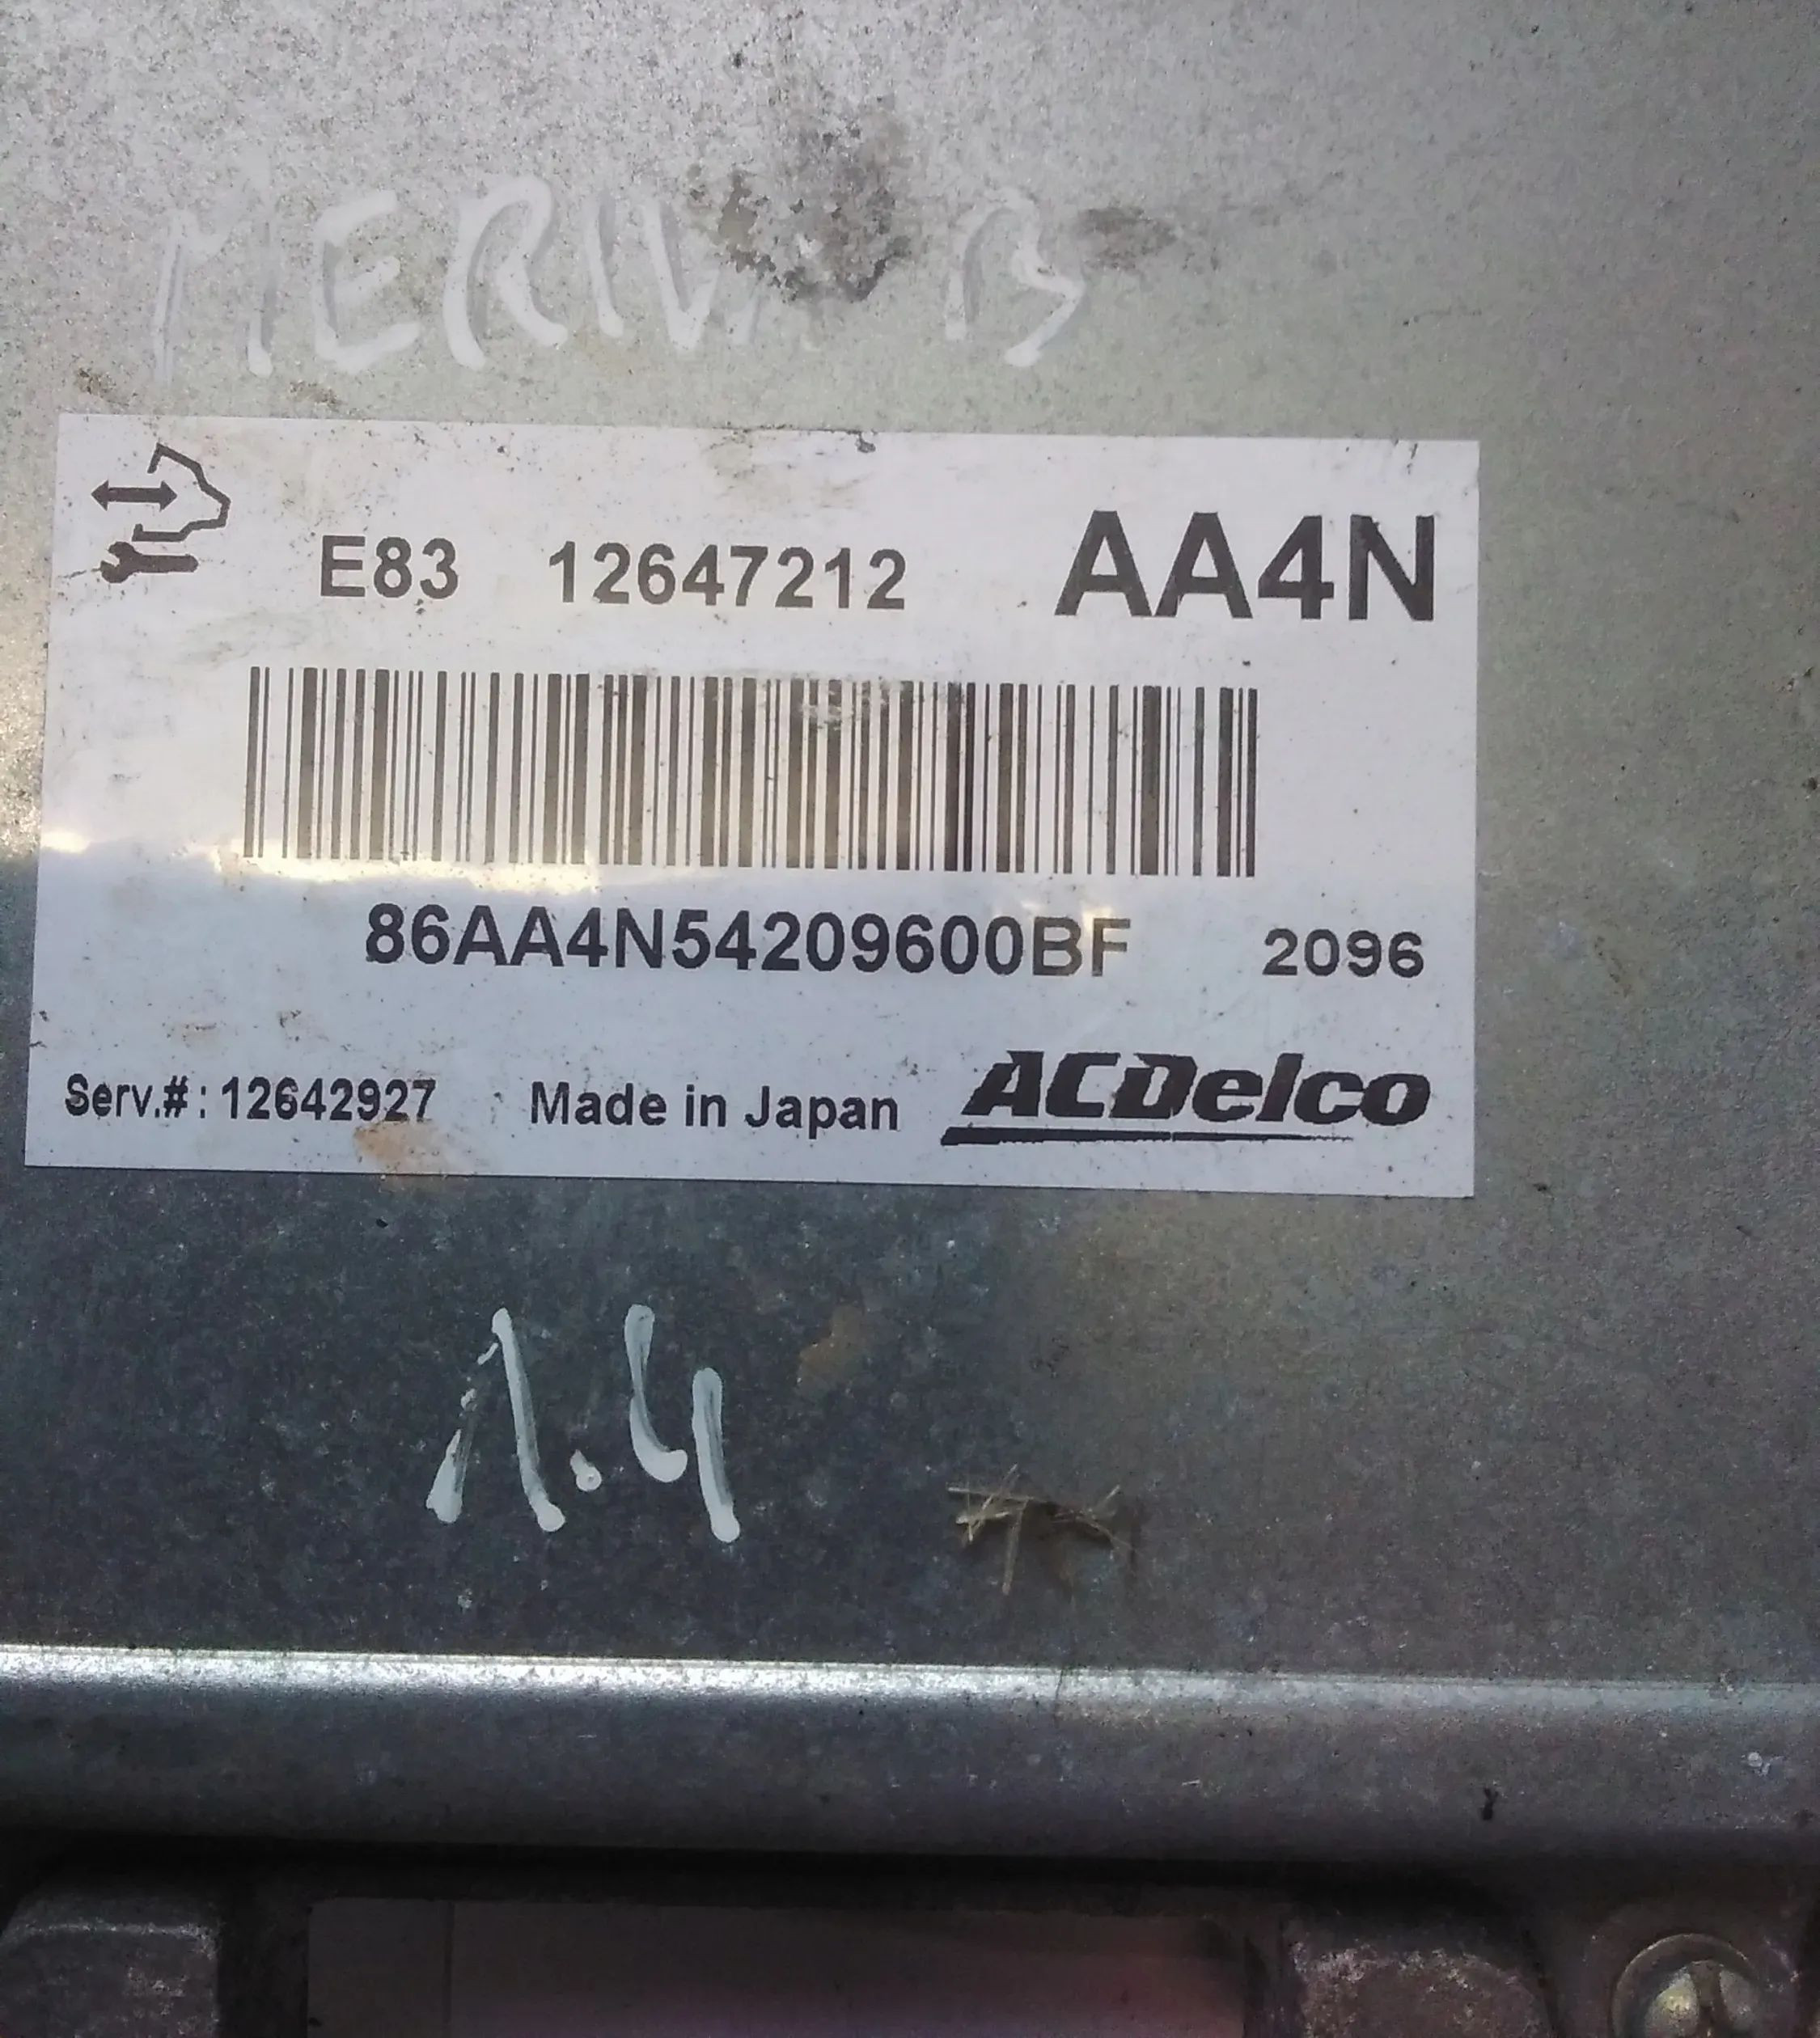 MERIVA B
E83 12647212 AA4N
86AA4N54209600BF 2096
Serv.#: 12642927 Made in Japan ACDelco
1.4